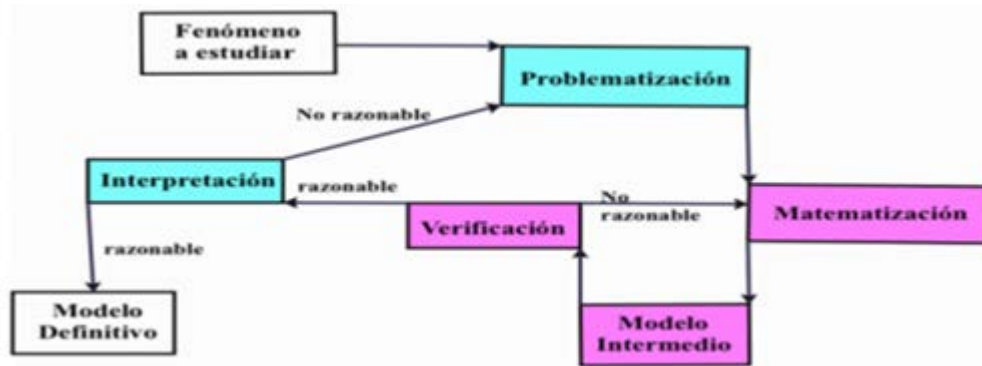 Fenómeno
a estudiar
Problematización
No razonable
Interpretación
razonable
No
razonable
Verificación
Matematización
razonable
Modelo
Definitivo
Modelo
Intermedio